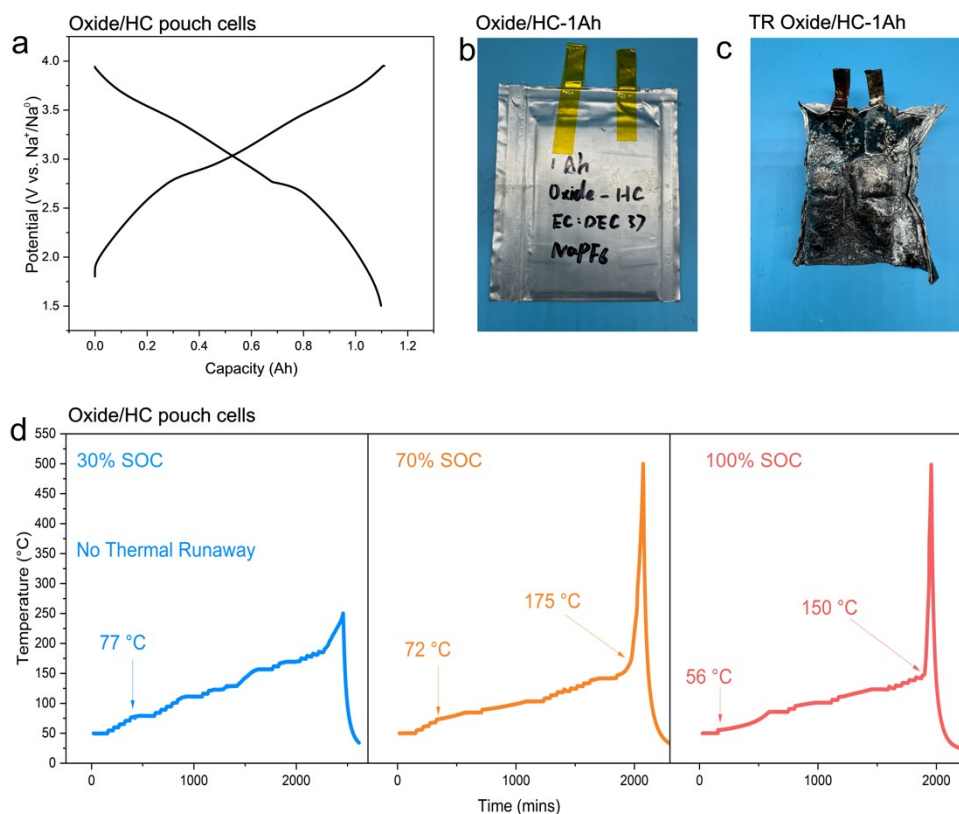 Oxide/HC pouch cells
a
Potential (V vs. Na⁺/Na⁰)
4.0
3.5
3.0
2.5
2.0
1.5
0.0 0.2 0.4 0.6 0.8 1.0 1.2
Capacity (Ah)
Oxide/HC-1Ah
b
1 Ah
Oxide - HC
EC:DEC 37
NaPF6
TR Oxide/HC-1Ah
c
Oxide/HC pouch cells
d
Temperature (°C)
550
500
450
400
350
300
250
200
150
100
50
0
30% SOC
No Thermal Runaway
77 °C
0 1000 2000
70% SOC
72 °C
175 °C
0 1000 2000
100% SOC
56 °C
150 °C
0 1000 2000
Time (mins)